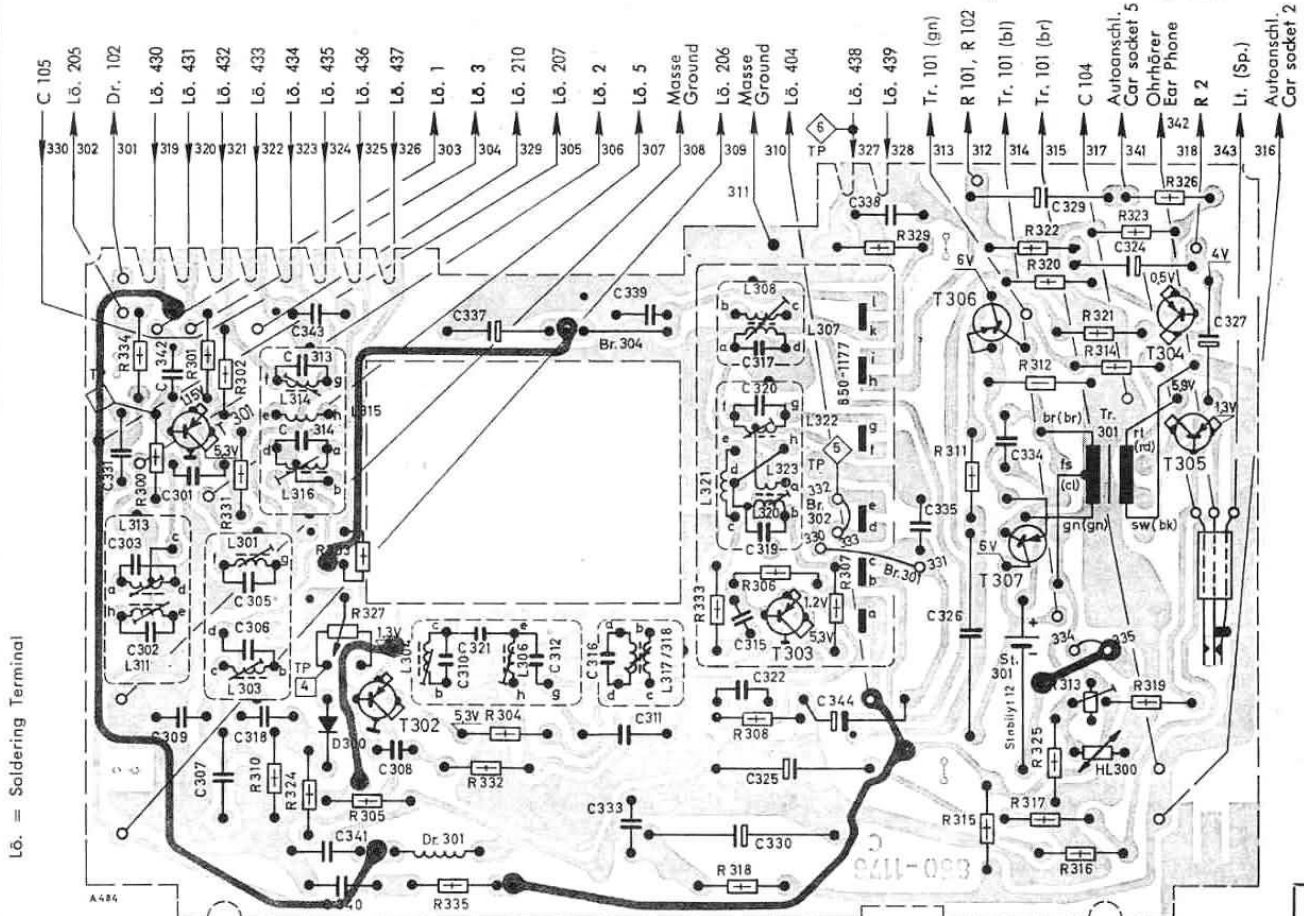 C 105
Lö. 205
Dr. 102
Lö. 430
Lö. 431
Lö. 432
Lö. 433
Lö. 434
Lö. 435
Lö. 436
Lö. 437
Lö. 1
Lö. 3
Lö. 210
Lö. 207
Lö. 2
Lö. 5
Masse
Ground
Lö. 206
Masse
Ground
Lö. 404
Lö. 438
Lö. 439
Tr. 101 (gn)
R 101, R 102
Tr. 101 (bl)
Tr. 101 (br)
C 104
Autoanschl.
Car socket 5
Ohrhörer
Ear Phone
R 2
Lt. (Sp.)
Autoanschl.
Car socket 2
330
302
301
319
320
321
322
323
324
325
326
303
304
329
305
306
307
308
309
310
6
TP
327
328
313
312
314
315
317
341
342
318
343
316
311
C338
R329
C329
R326
R323
R322
C324
R320
4V
0,5V
6V
T306
R321
R314
T304
C327
R312
5,9V
1,3V
T305
R334
C
342
R301
R302
C343
C337
C339
Br. 304
L308
b
c
L307
a
d
C317
l
k
i
h
g
f
e
d
c
b
a
850-1177
C
313
f
g
L314
e
h
L315
C
314
d
a
L316
b
C320
f
g
L322
e
h
d
L323
L321
a
L320
b
c
C319
5
TP
332
Br.
302
333
330
331
Br.301
C331
R300
1,15V
T 301
5,3V
C301
R331
L313
C303
c
a
d
h
e
C302
L311
L301
f
g
C305
C306
d
e
L303
R303
R327
1,3V
TP
4
T302
D300
L304
c
C310
b
C321
e
L306
h
C312
g
C316
a
b
d
c
L317/318
R333
R306
C315
1,2V
T303
5,3V
R307
C335
R311
C334
br(br)
Tr.
301
rt
(rd)
fs
(cl)
gn(gn)
sw(bk)
6V
T307
C326
St.
301
Stabilyt 12
334
335
R313
R319
HL300
R325
C309
C318
C307
R310
R324
C308
5,3V
R304
R332
R305
C311
C322
R308
C344
C325
C333
C330
C341
Dr. 301
C340
R335
R318
R315
R317
R316
C
850-1176
A484
Lö. = Soldering Terminal